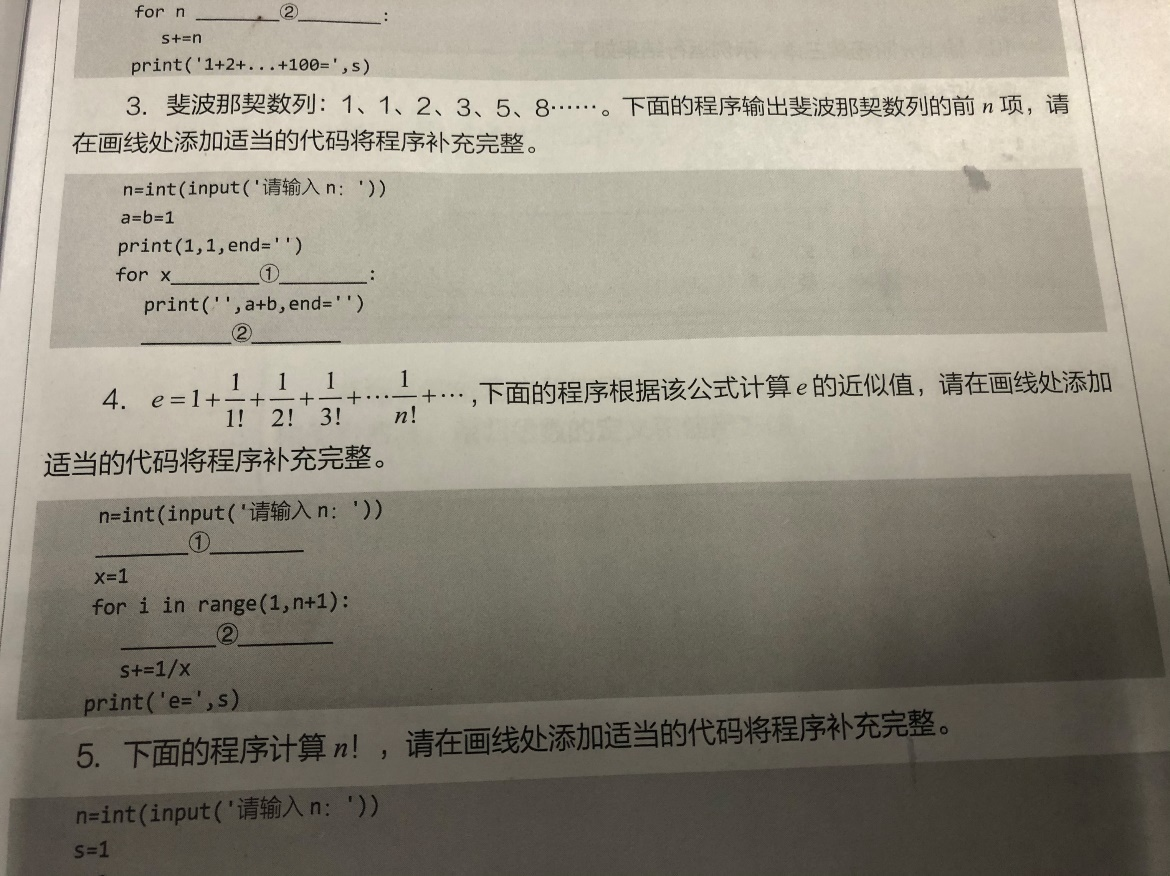 for n ____②____:
s+=n
print('1+2+...+100=',s)
3. 斐波那契数列：1、1、2、3、5、8……。下面的程序输出斐波那契数列的前 n 项，请
在画线处添加适当的代码将程序补充完整。
n=int(input('请输入 n：'))
a=b=1
print(1,1,end='')
for x____①____:
print('',a+b,end='')
____②____
4. e=1+1/1!+1/2!+1/3!+⋯1/n!+⋯,下面的程序根据该公式计算 e 的近似值，请在画线处添加
适当的代码将程序补充完整。
n=int(input('请输入 n：'))
____①____
x=1
for i in range(1,n+1):
____②____
s+=1/x
print('e=',s)
5. 下面的程序计算 n!，请在画线处添加适当的代码将程序补充完整。
n=int(input('请输入 n：'))
s=1